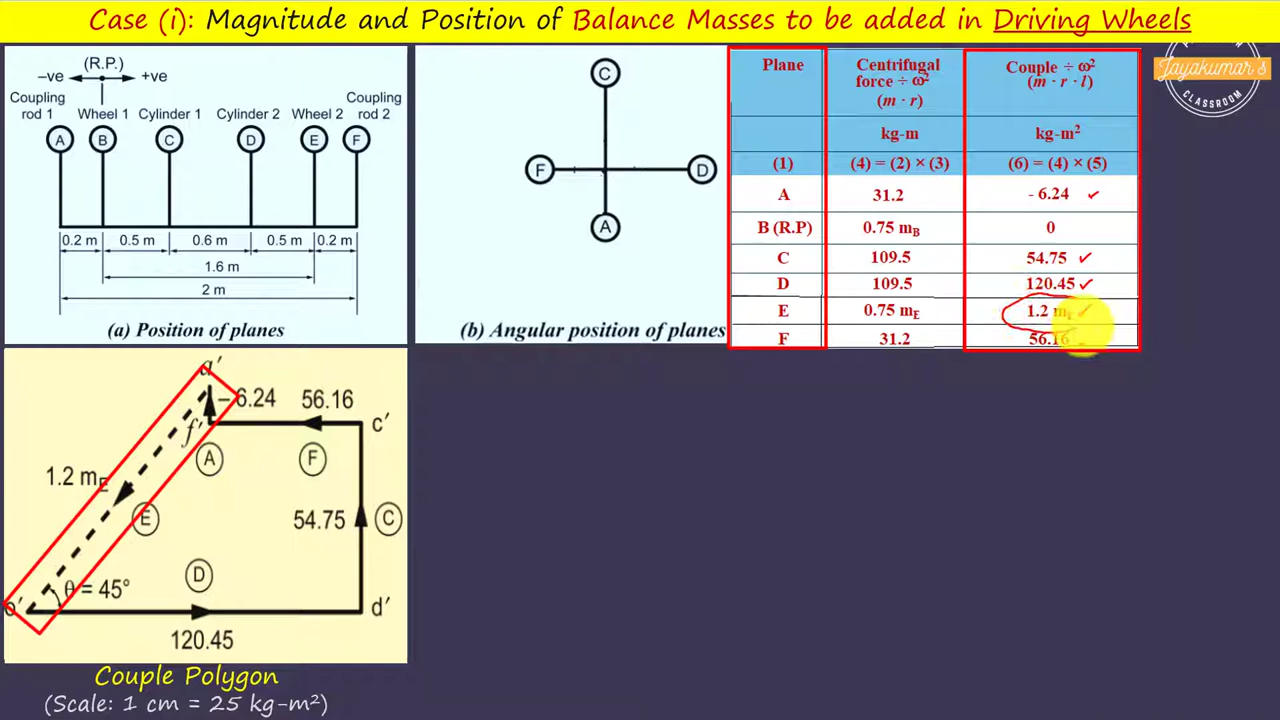 Case (i): Magnitude and Position of Balance Masses to be added in Driving Wheels
(R.P.)
–ve +ve
Coupling rod 1 Wheel 1 Cylinder 1 Cylinder 2 Wheel 2 Coupling rod 2
A B C D E F
0.2 m 0.5 m 0.6 m 0.5 m 0.2 m
1.6 m
2 m
(a) Position of planes
C
F D
A
(b) Angular position of planes
Plane Centrifugal force ÷ ω² (m · r) Couple ÷ ω² (m · r · l)
kg-m kg-m²
(1) (4) = (2) × (3) (6) = (4) × (5)
A 31.2 - 6.24 ✓
B (R.P) 0.75 mB 0
C 109.5 54.75 ✓
D 109.5 120.45 ✓
E 0.75 mE 1.2 m ✓
F 31.2 56.16
Jayakumar's
CLASSROOM
a′
– 6.24 56.16
f′ c′
A F
1.2 mE
E 54.75 C
D
θ = 45°
o′ d′
120.45
Couple Polygon
(Scale: 1 cm = 25 kg-m²)